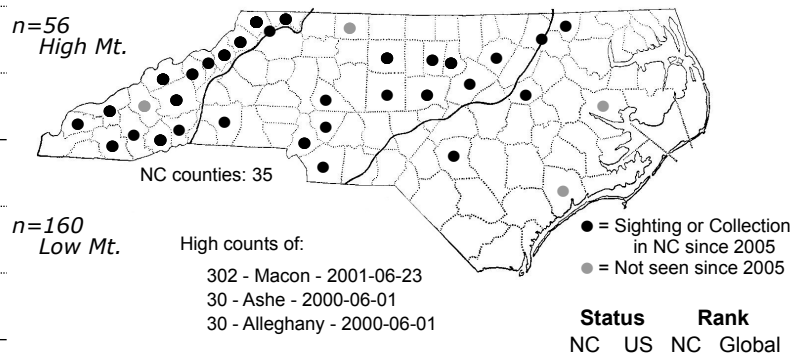 n=56
High Mt.
NC counties: 35
n=160
Low Mt.
High counts of:
302 - Macon - 2001-06-23
30 - Ashe - 2000-06-01
30 - Alleghany - 2000-06-01
= Sighting or Collection
in NC since 2005
= Not seen since 2005
Status Rank
NC US NC Global